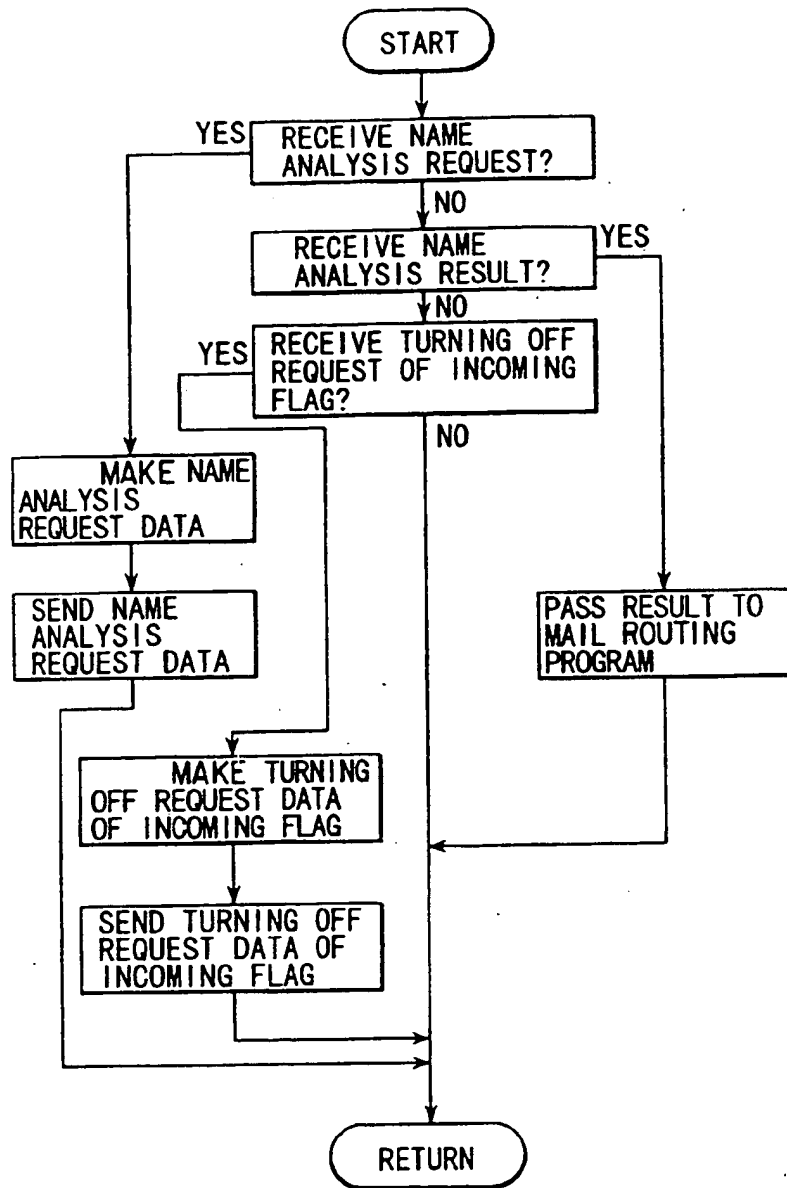 START
YES
RECEIVE NAME
ANALYSIS REQUEST?
NO
RECEIVE NAME
ANALYSIS RESULT?
YES
NO
YES
RECEIVE TURNING OFF
REQUEST OF INCOMING
FLAG?
NO
MAKE NAME
ANALYSIS
REQUEST DATA
SEND NAME
ANALYSIS
REQUEST DATA
PASS RESULT TO
MAIL ROUTING
PROGRAM
MAKE TURNING
OFF REQUEST DATA
OF INCOMING FLAG
SEND TURNING OFF
REQUEST DATA OF
INCOMING FLAG
RETURN